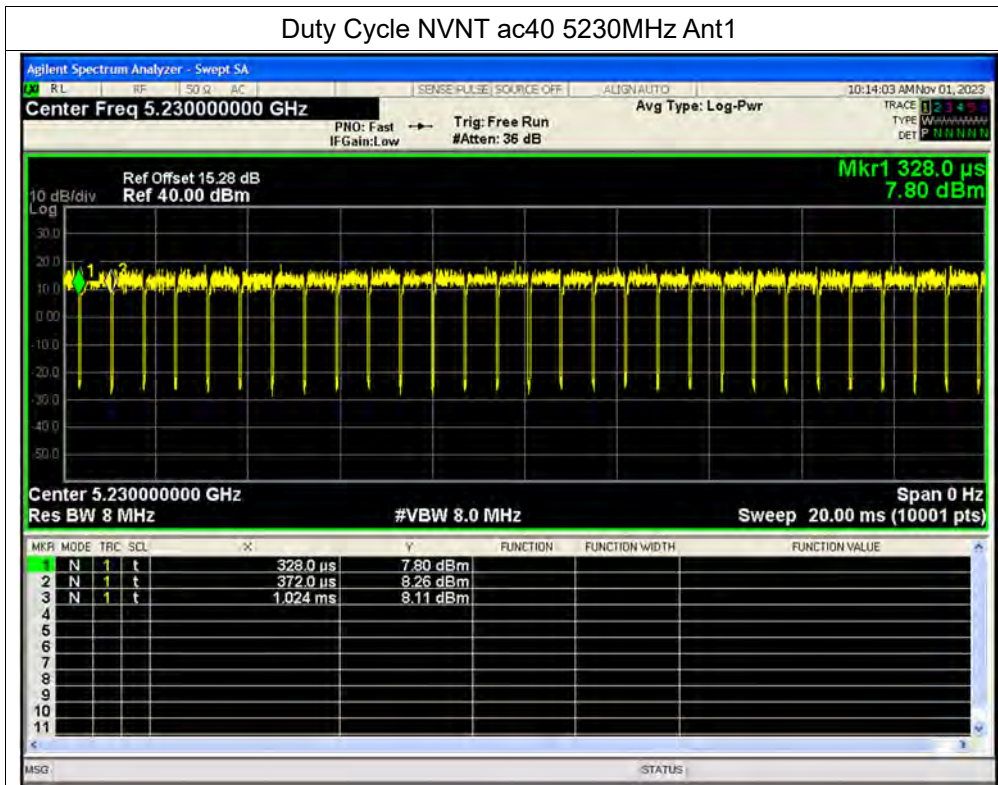 Duty Cycle NVNT ac40 5230MHz Ant1
Agilent Spectrum Analyzer - Swept SA
RL RF 50 Ω AC SENSE:PULSE SOURCE OFF ALIGN AUTO 10:14:03 AM Nov 01, 2023
Center Freq 5.230000000 GHz Avg Type: Log-Pwr TRACE 1 2 3 4 5 6
PNO: Fast Trig: Free Run TYPE W
IFGain:Low #Atten: 36 dB DET P N N N N N
Mkr1 328.0 µs
Ref Offset 15.28 dB
10 dB/div Ref 40.00 dBm 7.80 dBm
Log
30.0
20.0
10.0
0.00
-10.0
-20.0
-30.0
-40.0
-50.0
1 3
Center 5.230000000 GHz Span 0 Hz
Res BW 8 MHz #VBW 8.0 MHz Sweep 20.00 ms (10001 pts)
MKR MODE TRC SCL X Y FUNCTION FUNCTION WIDTH FUNCTION VALUE
1 N 1 t 328.0 µs 7.80 dBm
2 N 1 t 372.0 µs 8.26 dBm
3 N 1 t 1.024 ms 8.11 dBm
4
5
6
7
8
9
10
11
MSG STATUS